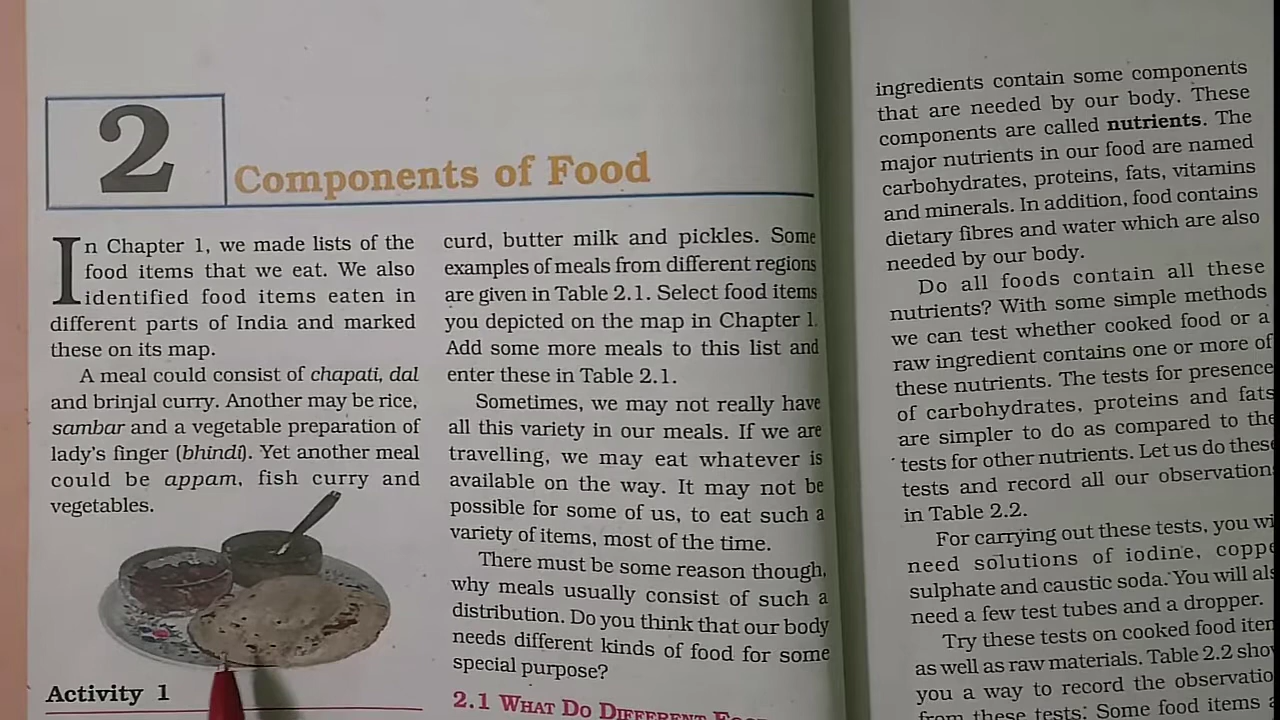 2
Components of Food
In Chapter 1, we made lists of the
food items that we eat. We also
identified food items eaten in
different parts of India and marked
these on its map.
A meal could consist of chapati, dal
and brinjal curry. Another may be rice,
sambar and a vegetable preparation of
lady's finger (bhindi). Yet another meal
could be appam, fish curry and
vegetables.
Activity 1
curd, butter milk and pickles. Some
examples of meals from different regions
are given in Table 2.1. Select food items
you depicted on the map in Chapter 1.
Add some more meals to this list and
enter these in Table 2.1.
Sometimes, we may not really have
all this variety in our meals. If we are
travelling, we may eat whatever is
available on the way. It may not be
possible for some of us, to eat such a
variety of items, most of the time.
There must be some reason though,
why meals usually consist of such a
distribution. Do you think that our body
needs different kinds of food for some
special purpose?
2.1 What Do Different
ingredients contain some components
that are needed by our body. These
components are called nutrients. The
major nutrients in our food are named
carbohydrates, proteins, fats, vitamins
and minerals. In addition, food contains
dietary fibres and water which are also
needed by our body.
Do all foods contain all these
nutrients? With some simple methods
we can test whether cooked food or a
raw ingredient contains one or more of
these nutrients. The tests for presence
of carbohydrates, proteins and fats
are simpler to do as compared to the
tests for other nutrients. Let us do these
tests and record all our observation
in Table 2.2.
For carrying out these tests, you wi
need solutions of iodine, coppe
sulphate and caustic soda. You will als
need a few test tubes and a dropper.
Try these tests on cooked food item
as well as raw materials. Table 2.2 show
you a way to record the observatio
from these tests. Some food items a